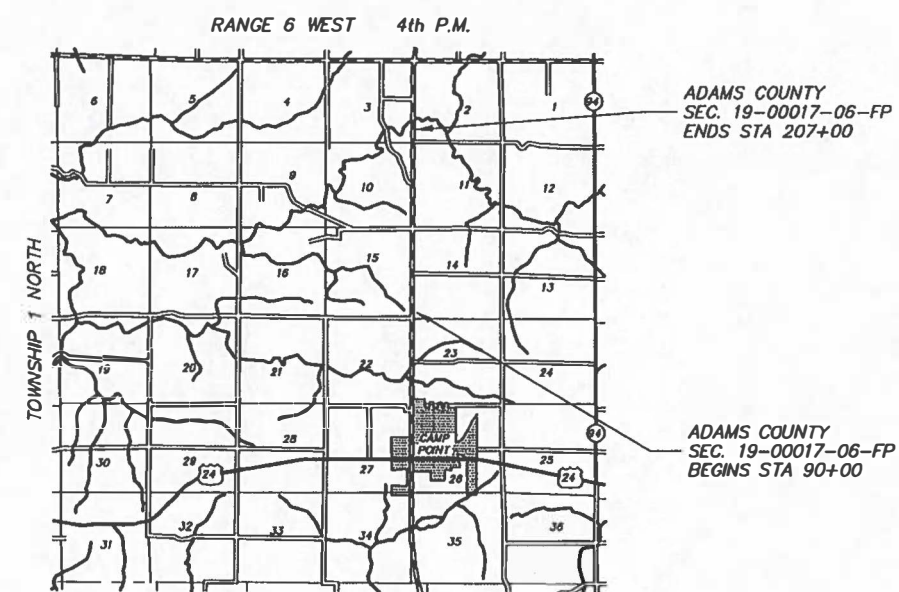 RANGE 6 WEST 4th P.M.
TOWNSHIP 1 NORTH
6 5 4 3 2 1 94
ADAMS COUNTY
SEC. 19-00017-06-FP
ENDS STA 207+00
7 8 9 10 11 12
18 17 16 15 14 13
19 20 21 22 23 24
30 29 28 27 26 25
CAMP
POINT
24 24 94
ADAMS COUNTY
SEC. 19-00017-06-FP
BEGINS STA 90+00
31 32 33 34 35 36